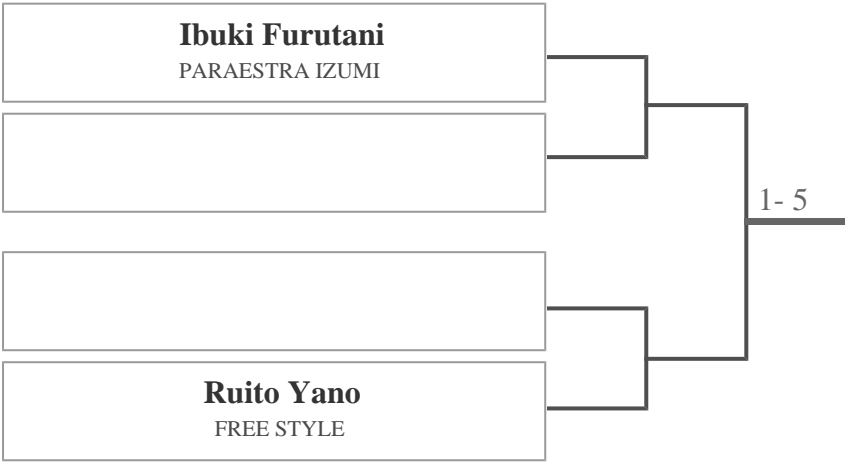 Ibuki Furutani
PARAESTRA IZUMI
1- 5
Ruito Yano
FREE STYLE